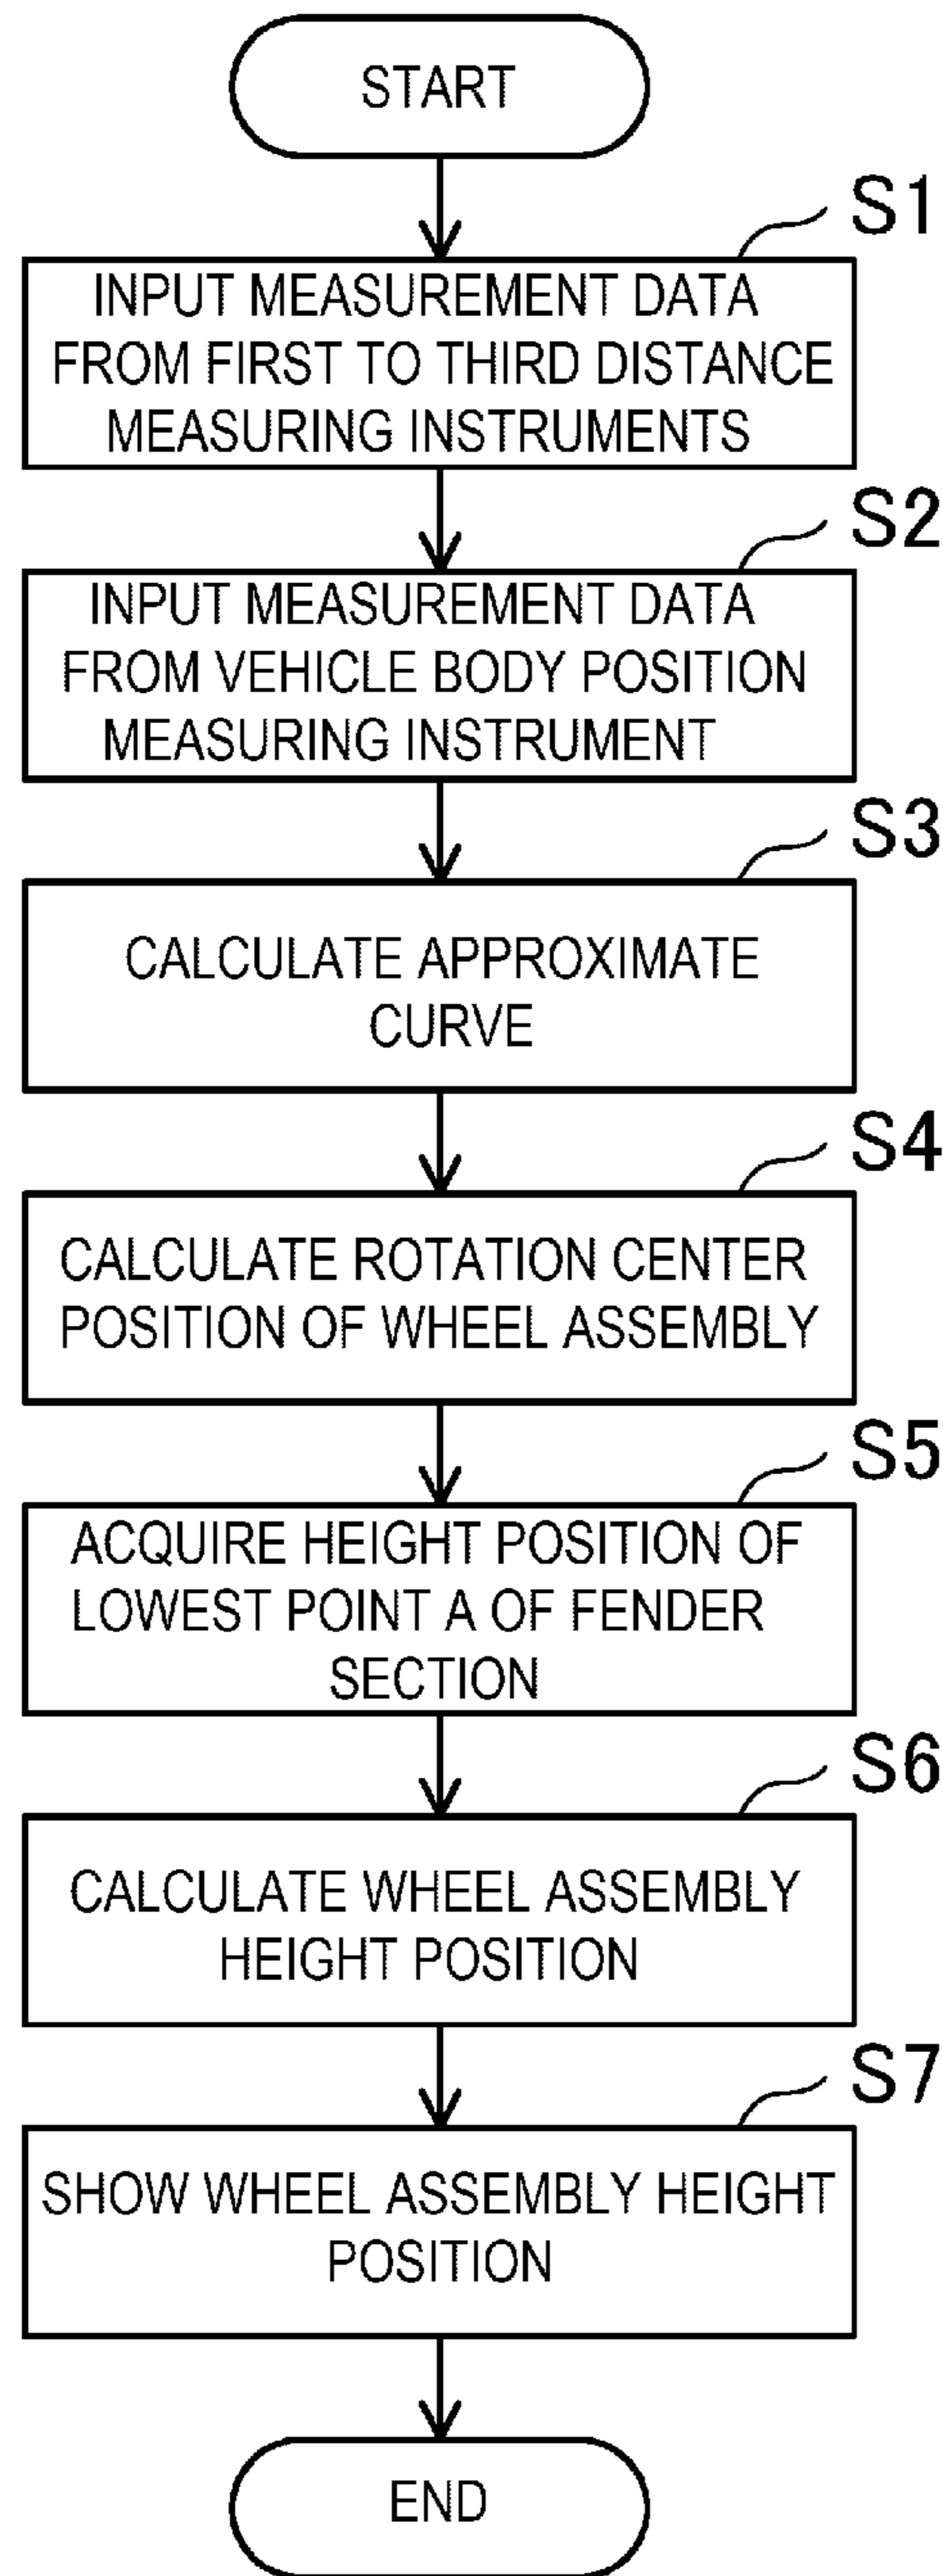 START
S1
INPUT MEASUREMENT DATA
FROM FIRST TO THIRD DISTANCE
MEASURING INSTRUMENTS
S2
INPUT MEASUREMENT DATA
FROM VEHICLE BODY POSITION
MEASURING INSTRUMENT
S3
CALCULATE APPROXIMATE
CURVE
S4
CALCULATE ROTATION CENTER
POSITION OF WHEEL ASSEMBLY
S5
ACQUIRE HEIGHT POSITION OF
LOWEST POINT A OF FENDER
SECTION
S6
CALCULATE WHEEL ASSEMBLY
HEIGHT POSITION
S7
SHOW WHEEL ASSEMBLY HEIGHT
POSITION
END